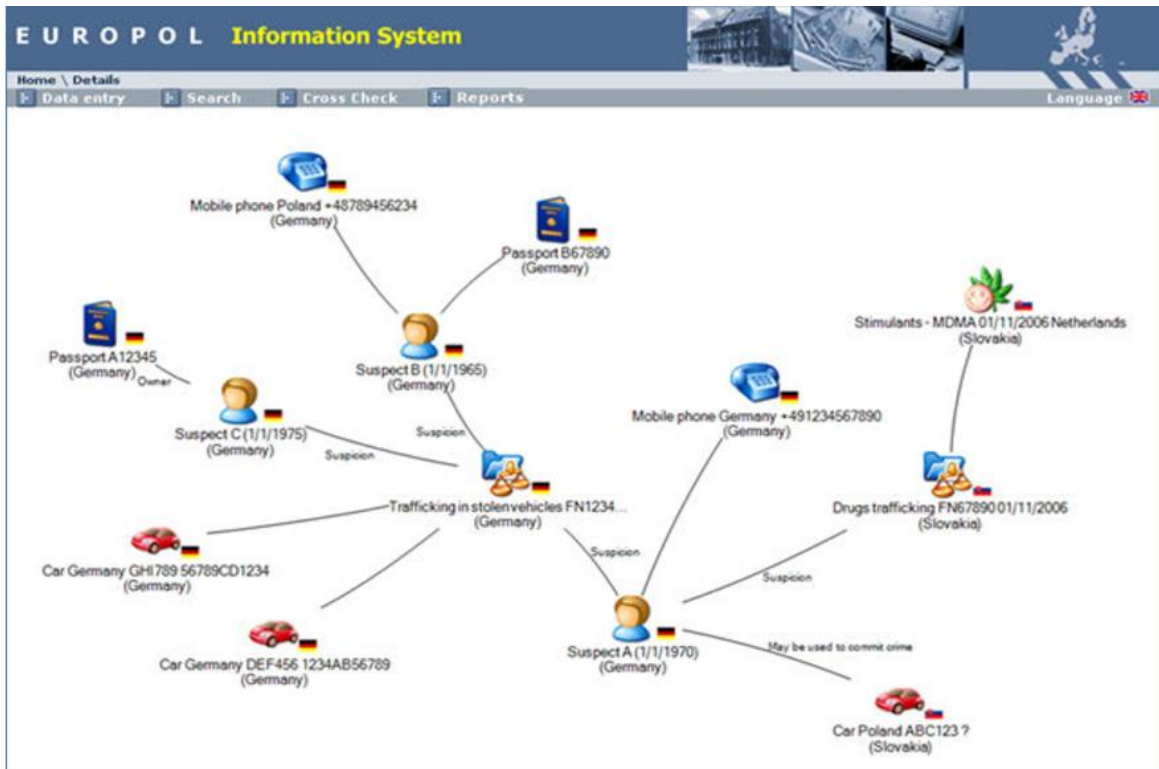 EUROPOL Information System
Home \ Details
Data entry Search Cross Check Reports Language
Mobile phone Poland +48789456234
(Germany)
Passport B67890
(Germany)
Stimulants - MDMA 01/11/2006 Netherlands
(Slovakia)
Passport A12345
(Germany)
Owner
Suspect B (1/1/1965)
(Germany)
Mobile phone Germany +491234567890
(Germany)
Suspect C (1/1/1975)
(Germany)
Suspicion
Suspicion
Trafficking in stolen vehicles FN1234...
(Germany)
Drugs trafficking FN67890 01/11/2006
(Slovakia)
Car Germany GHI789 56789CD1234
(Germany)
Suspicion
Suspicion
Car Germany DEF456 1234AB56789
(Germany)
Suspect A (1/1/1970)
(Germany)
May be used to commit crime
Car Poland ABC123 ?
(Slovakia)